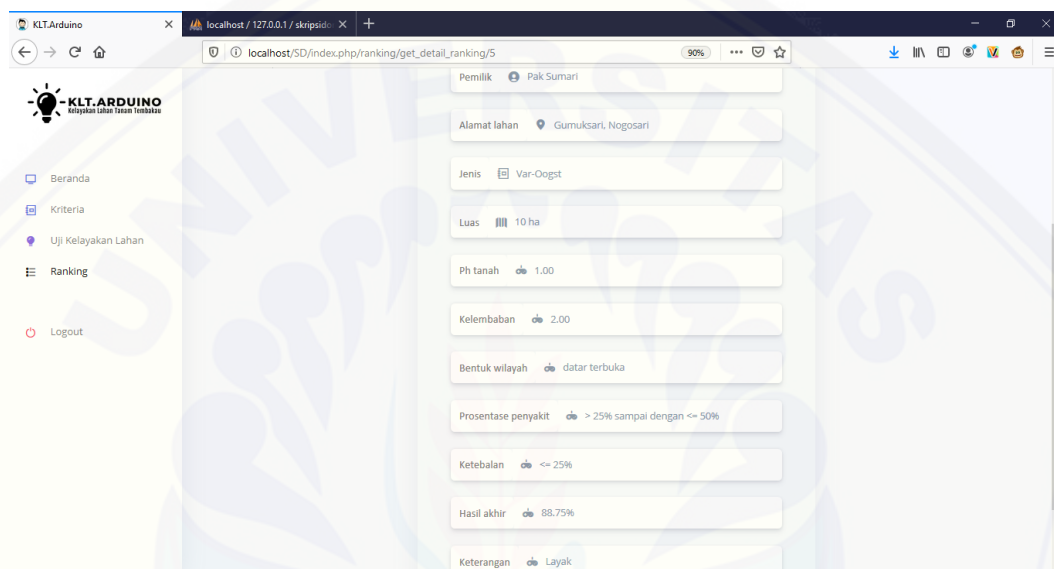 KLT.Arduino
localhost / 127.0.0.1 / skripsido
localhost/SD/index.php/ranking/get_detail_ranking/5
90%
KLT.ARDUINO
Kelayakan Lahan Tanam Tembakau
Beranda
Kriteria
Uji Kelayakan Lahan
Ranking
Logout
Pemilik Pak Sumari
Alamat lahan Gumuksari, Nogosari
Jenis Var-Oogst
Luas 10 ha
Ph tanah 1.00
Kelembaban 2.00
Bentuk wilayah datar terbuka
Prosentase penyakit > 25% sampai dengan <= 50%
Ketebalan <= 25%
Hasil akhir 88.75%
Keterangan Layak
UNIVERSITAS